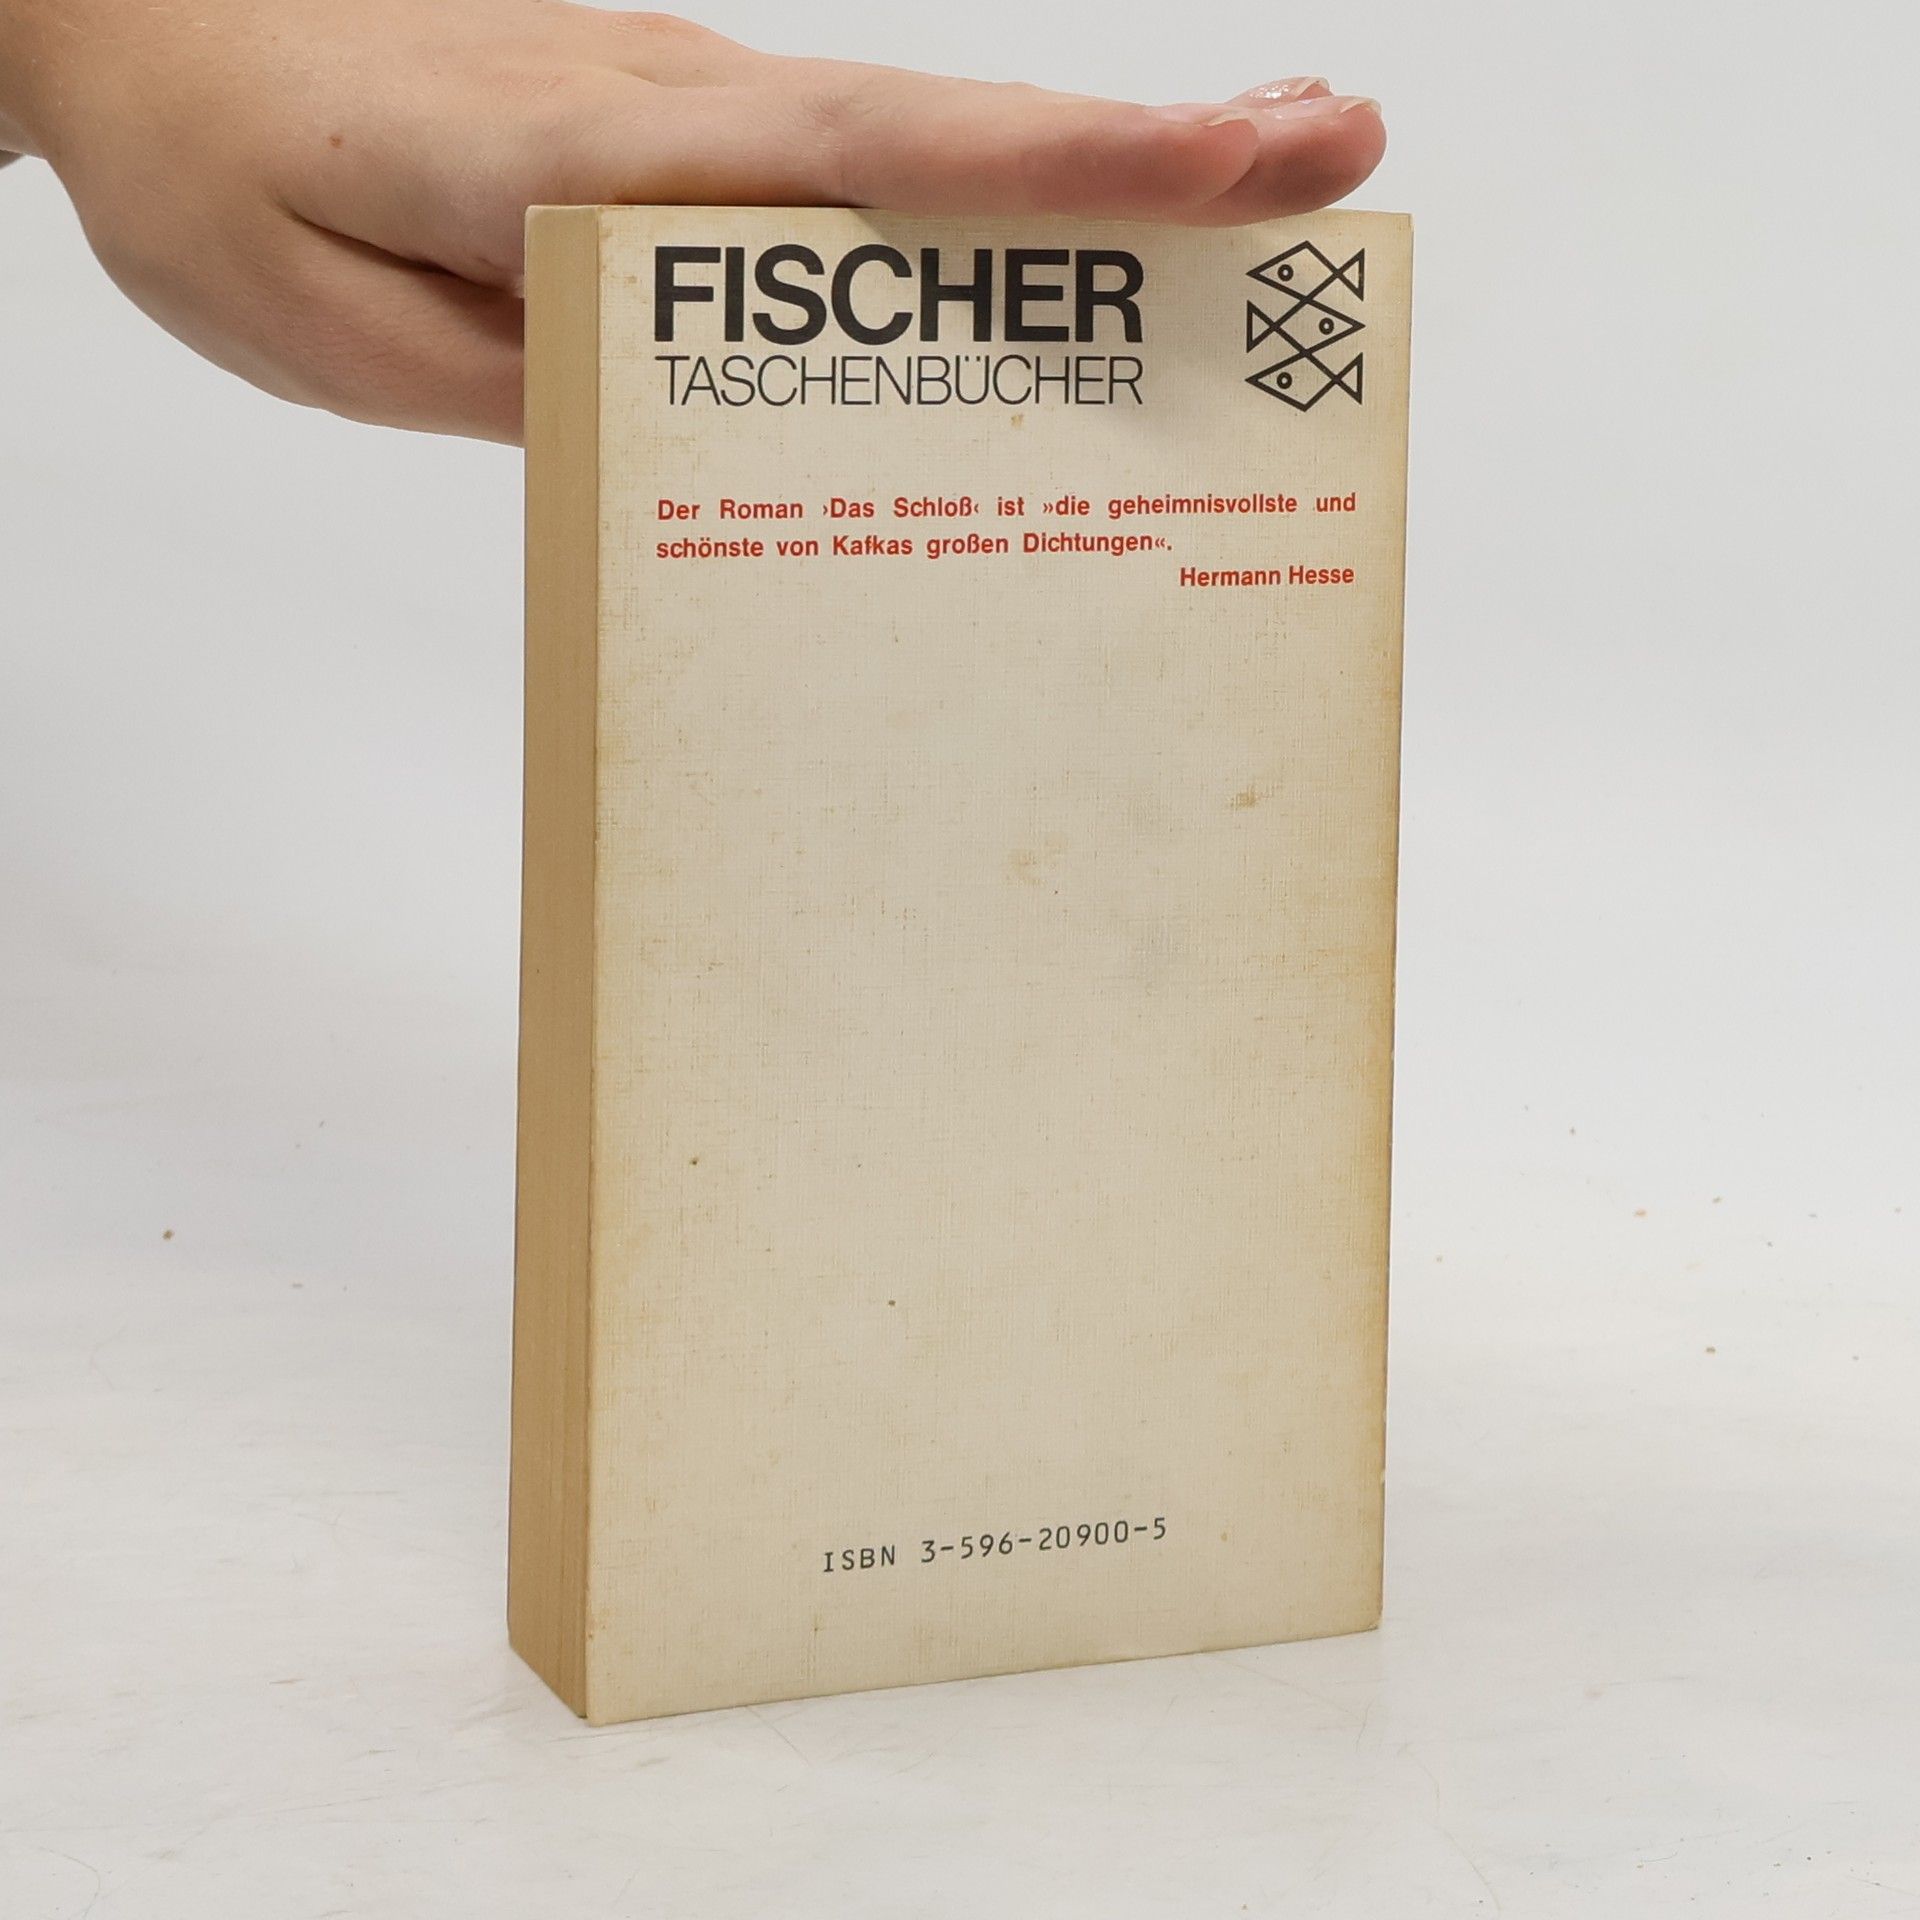 FISCHER
TASCHENBÜCHER
Der Roman ›Das Schloß‹ ist »die geheimnisvollste und
schönste von Kafkas großen Dichtungen«.
Hermann Hesse
ISBN 3-596-20900-5